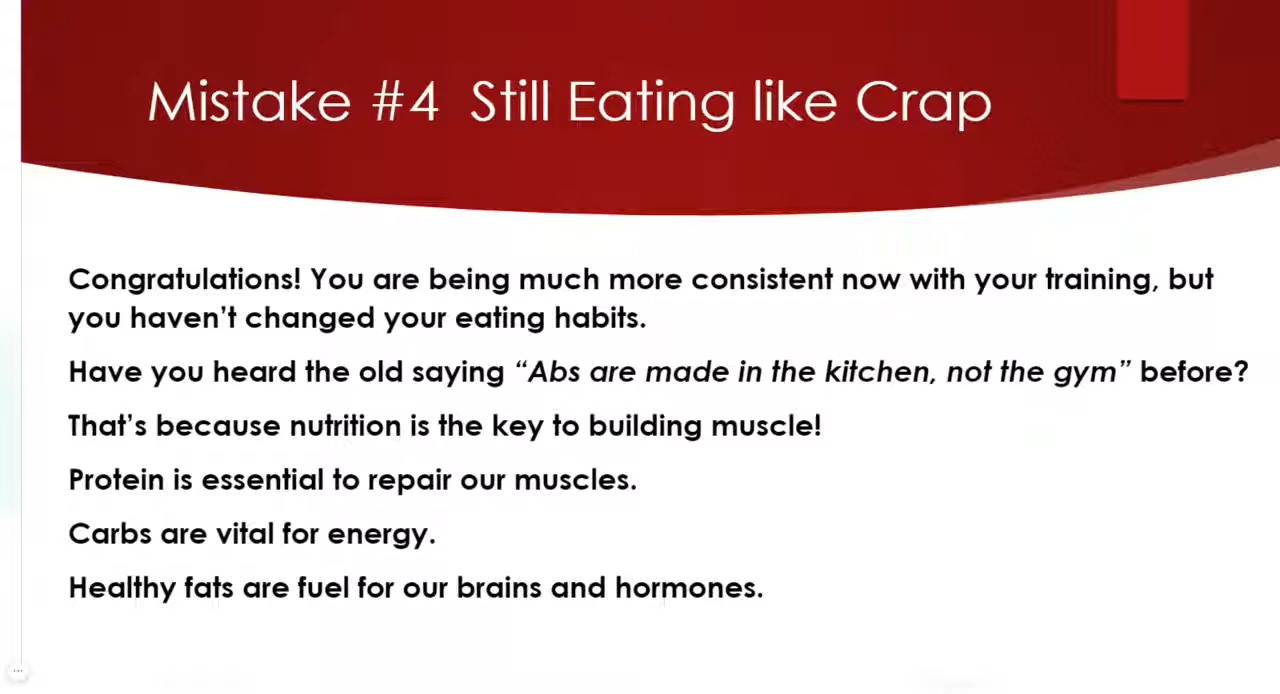 Mistake #4  Still Eating like Crap
Congratulations! You are being much more consistent now with your training, but
you haven’t changed your eating habits.
Have you heard the old saying “Abs are made in the kitchen, not the gym” before?
That’s because nutrition is the key to building muscle!
Protein is essential to repair our muscles.
Carbs are vital for energy.
Healthy fats are fuel for our brains and hormones.